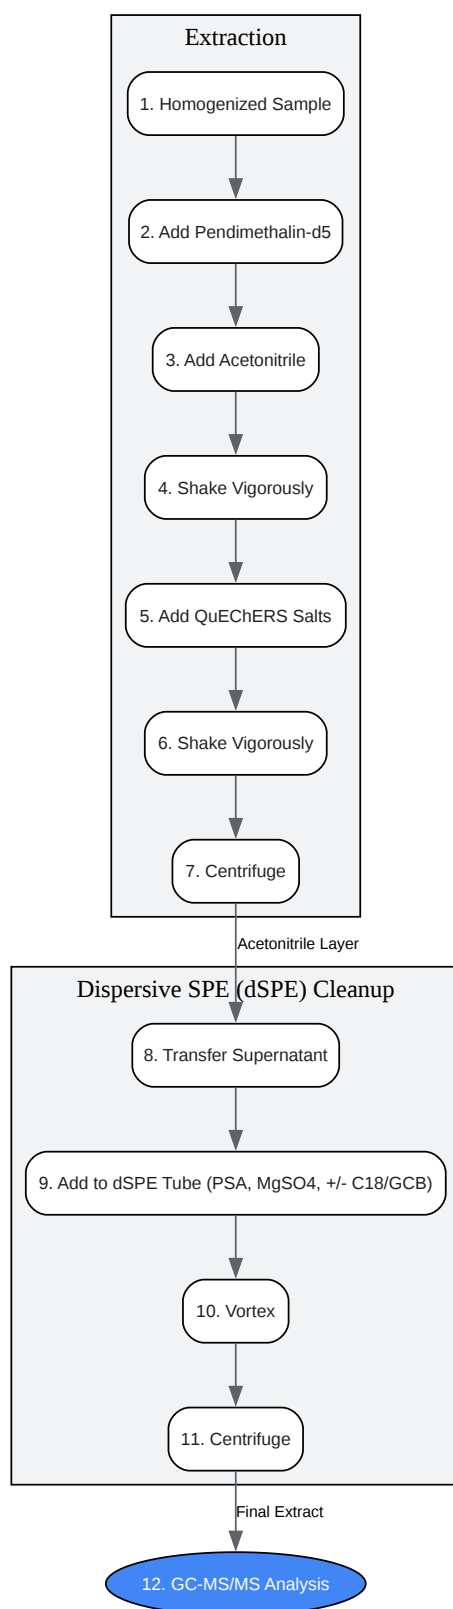 Extraction
1. Homogenized Sample
2. Add Pendimethalin-d5
3. Add Acetonitrile
4. Shake Vigorously
5. Add QuEChERS Salts
6. Shake Vigorously
7. Centrifuge
Acetonitrile Layer
Dispersive SPE (dSPE) Cleanup
8. Transfer Supernatant
9. Add to dSPE Tube (PSA, MgSO4, +/- C18/GCB)
10. Vortex
11. Centrifuge
Final Extract
12. GC-MS/MS Analysis